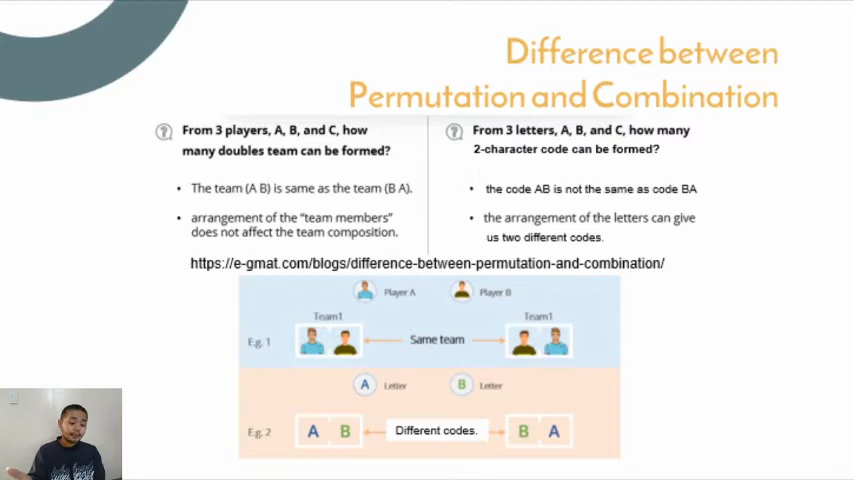 Difference between
Permutation and Combination
From 3 players, A, B, and C, how
many doubles team can be formed?
• The team (A B) is same as the team (B A).
• arrangement of the “team members”
does not affect the team composition.
From 3 letters, A, B, and C, how many
2-character code can be formed?
• the code AB is not the same as code BA
• the arrangement of the letters can give
us two different codes.
https://e-gmat.com/blogs/difference-between-permutation-and-combination/
Player A Player B
Team1 Team1
E.g. 1 Same team
A Letter B Letter
E.g. 2 A B Different codes. B A